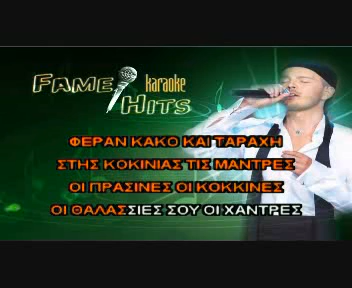 FAME karaoke
HITS
ΦΕΡΑΝ ΚΑΚΟ ΚΑΙ ΤΑΡΑΧΗ
ΣΤΗΣ ΚΟΚΙΝΙΑΣ ΤΙΣ ΜΑΝΤΡΕΣ
ΟΙ ΠΡΑΣΙΝΕΣ ΟΙ ΚΟΚΚΙΝΕΣ
ΟΙ ΘΑΛΑΣΣΙΕΣ ΣΟΥ ΟΙ ΧΑΝΤΡΕΣ